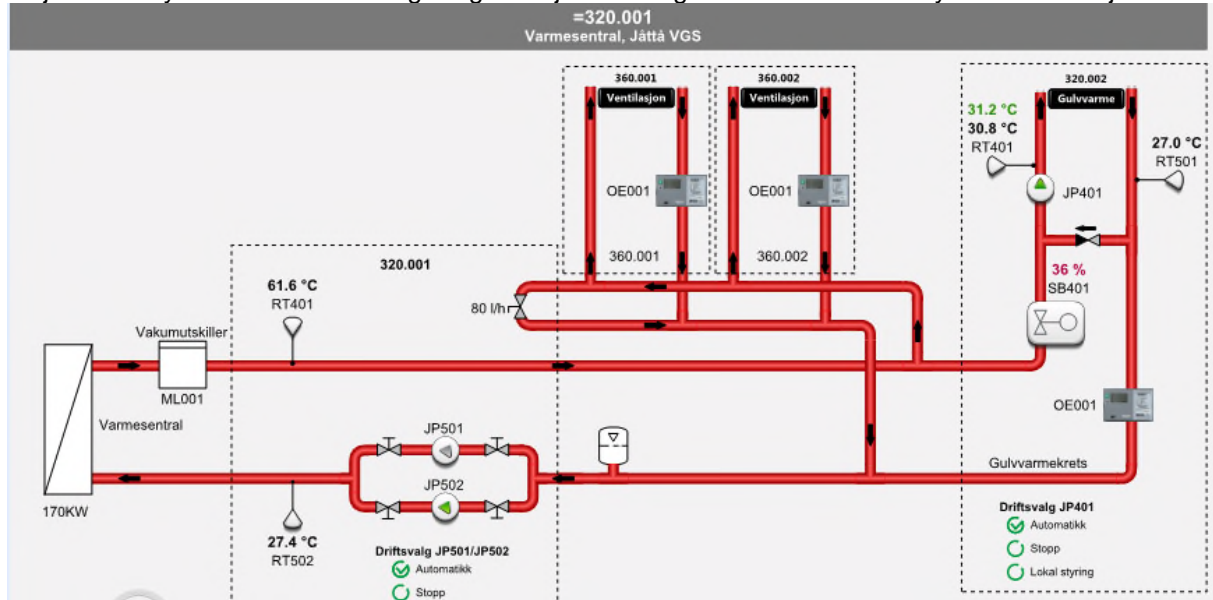 =320.001
Varmesentral, Jåttå VGS
360.001
Ventilasjon
OE001
360.001
360.002
Ventilasjon
OE001
360.002
320.002
Gulvvarme
31.2 °C
30.8 °C
RT401
27.0 °C
RT501
JP401
36 %
SB401
OE001
Gulvvarmekrets
320.001
61.6 °C
RT401
80 l/h
Vakumutskiller
ML001
Varmesentral
170KW
JP501
JP502
27.4 °C
RT502
Driftsvalg JP501/JP502
Automatikk
Stopp
Driftsvalg JP401
Automatikk
Stopp
Lokal styring